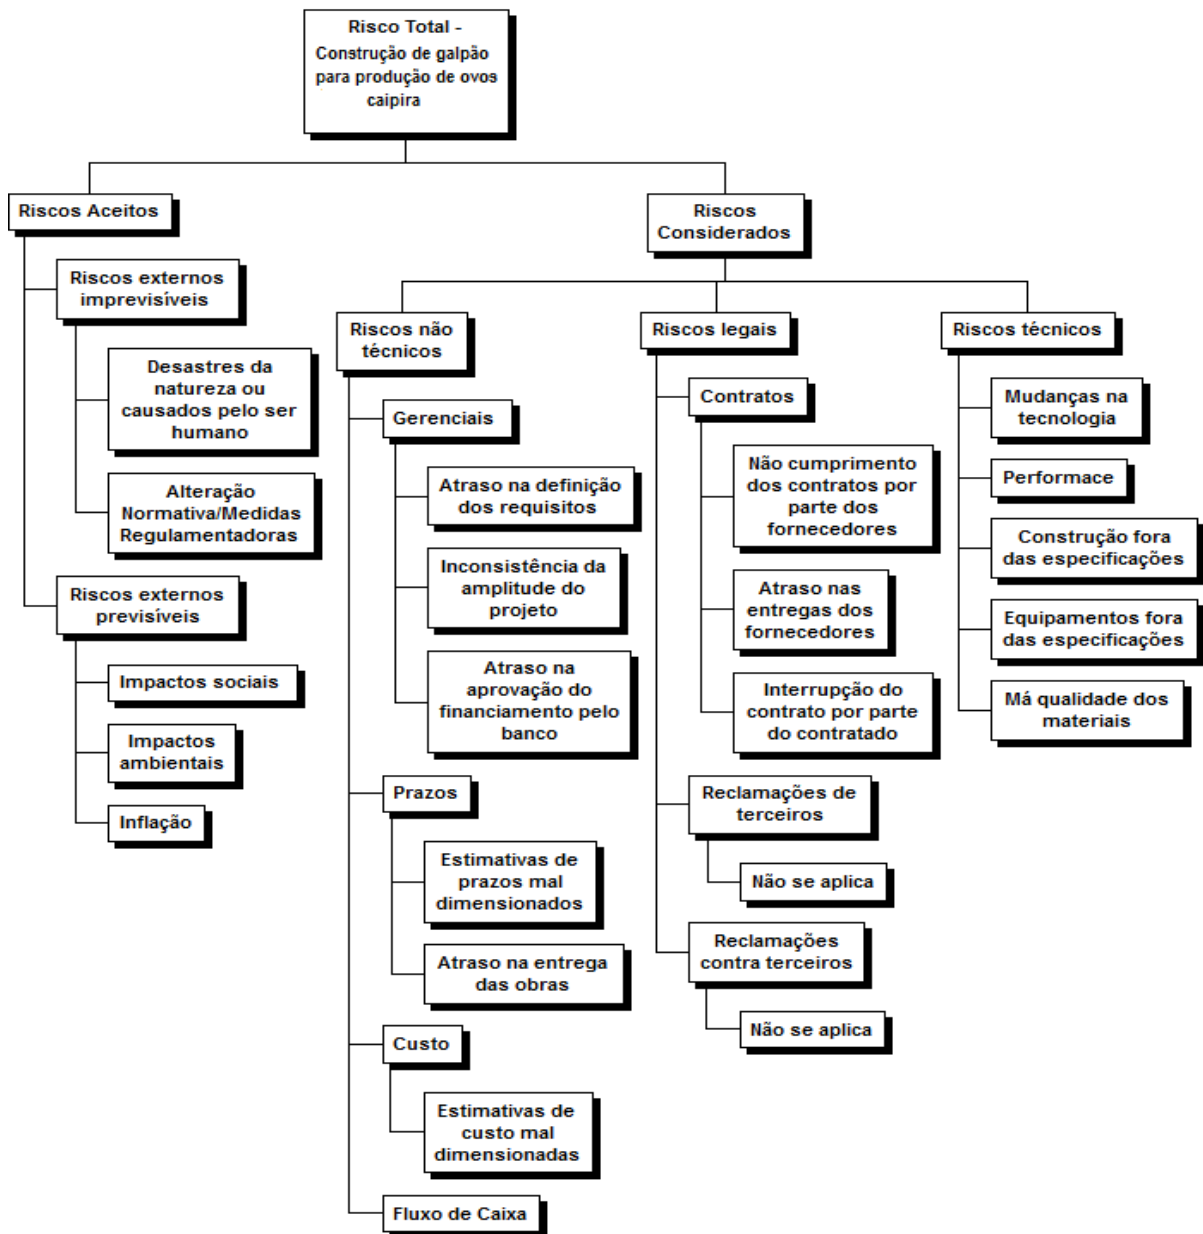 Risco Total -
Construção de galpão
para produção de ovos
caipira
Riscos Aceitos
Riscos externos
imprevisíveis
Desastres da
natureza ou
causados pelo ser
humano
Alteração
Normativa/Medidas
Regulamentadoras
Riscos externos
previsíveis
Impactos sociais
Impactos
ambientais
Inflação
Riscos
Considerados
Riscos não
técnicos
Gerenciais
Atraso na definição
dos requisitos
Inconsistência da
amplitude do
projeto
Atraso na
aprovação do
financiamento pelo
banco
Prazos
Estimativas de
prazos mal
dimensionados
Atraso na entrega
das obras
Custo
Estimativas de
custo mal
dimensionadas
Fluxo de Caixa
Riscos legais
Contratos
Não cumprimento
dos contratos por
parte dos
fornecedores
Atraso nas
entregas dos
fornecedores
Interrupção do
contrato por parte
do contratado
Reclamações de
terceiros
Não se aplica
Reclamações
contra terceiros
Não se aplica
Riscos técnicos
Mudanças na
tecnologia
Performace
Construção fora
das especificações
Equipamentos fora
das especificações
Má qualidade dos
materiais